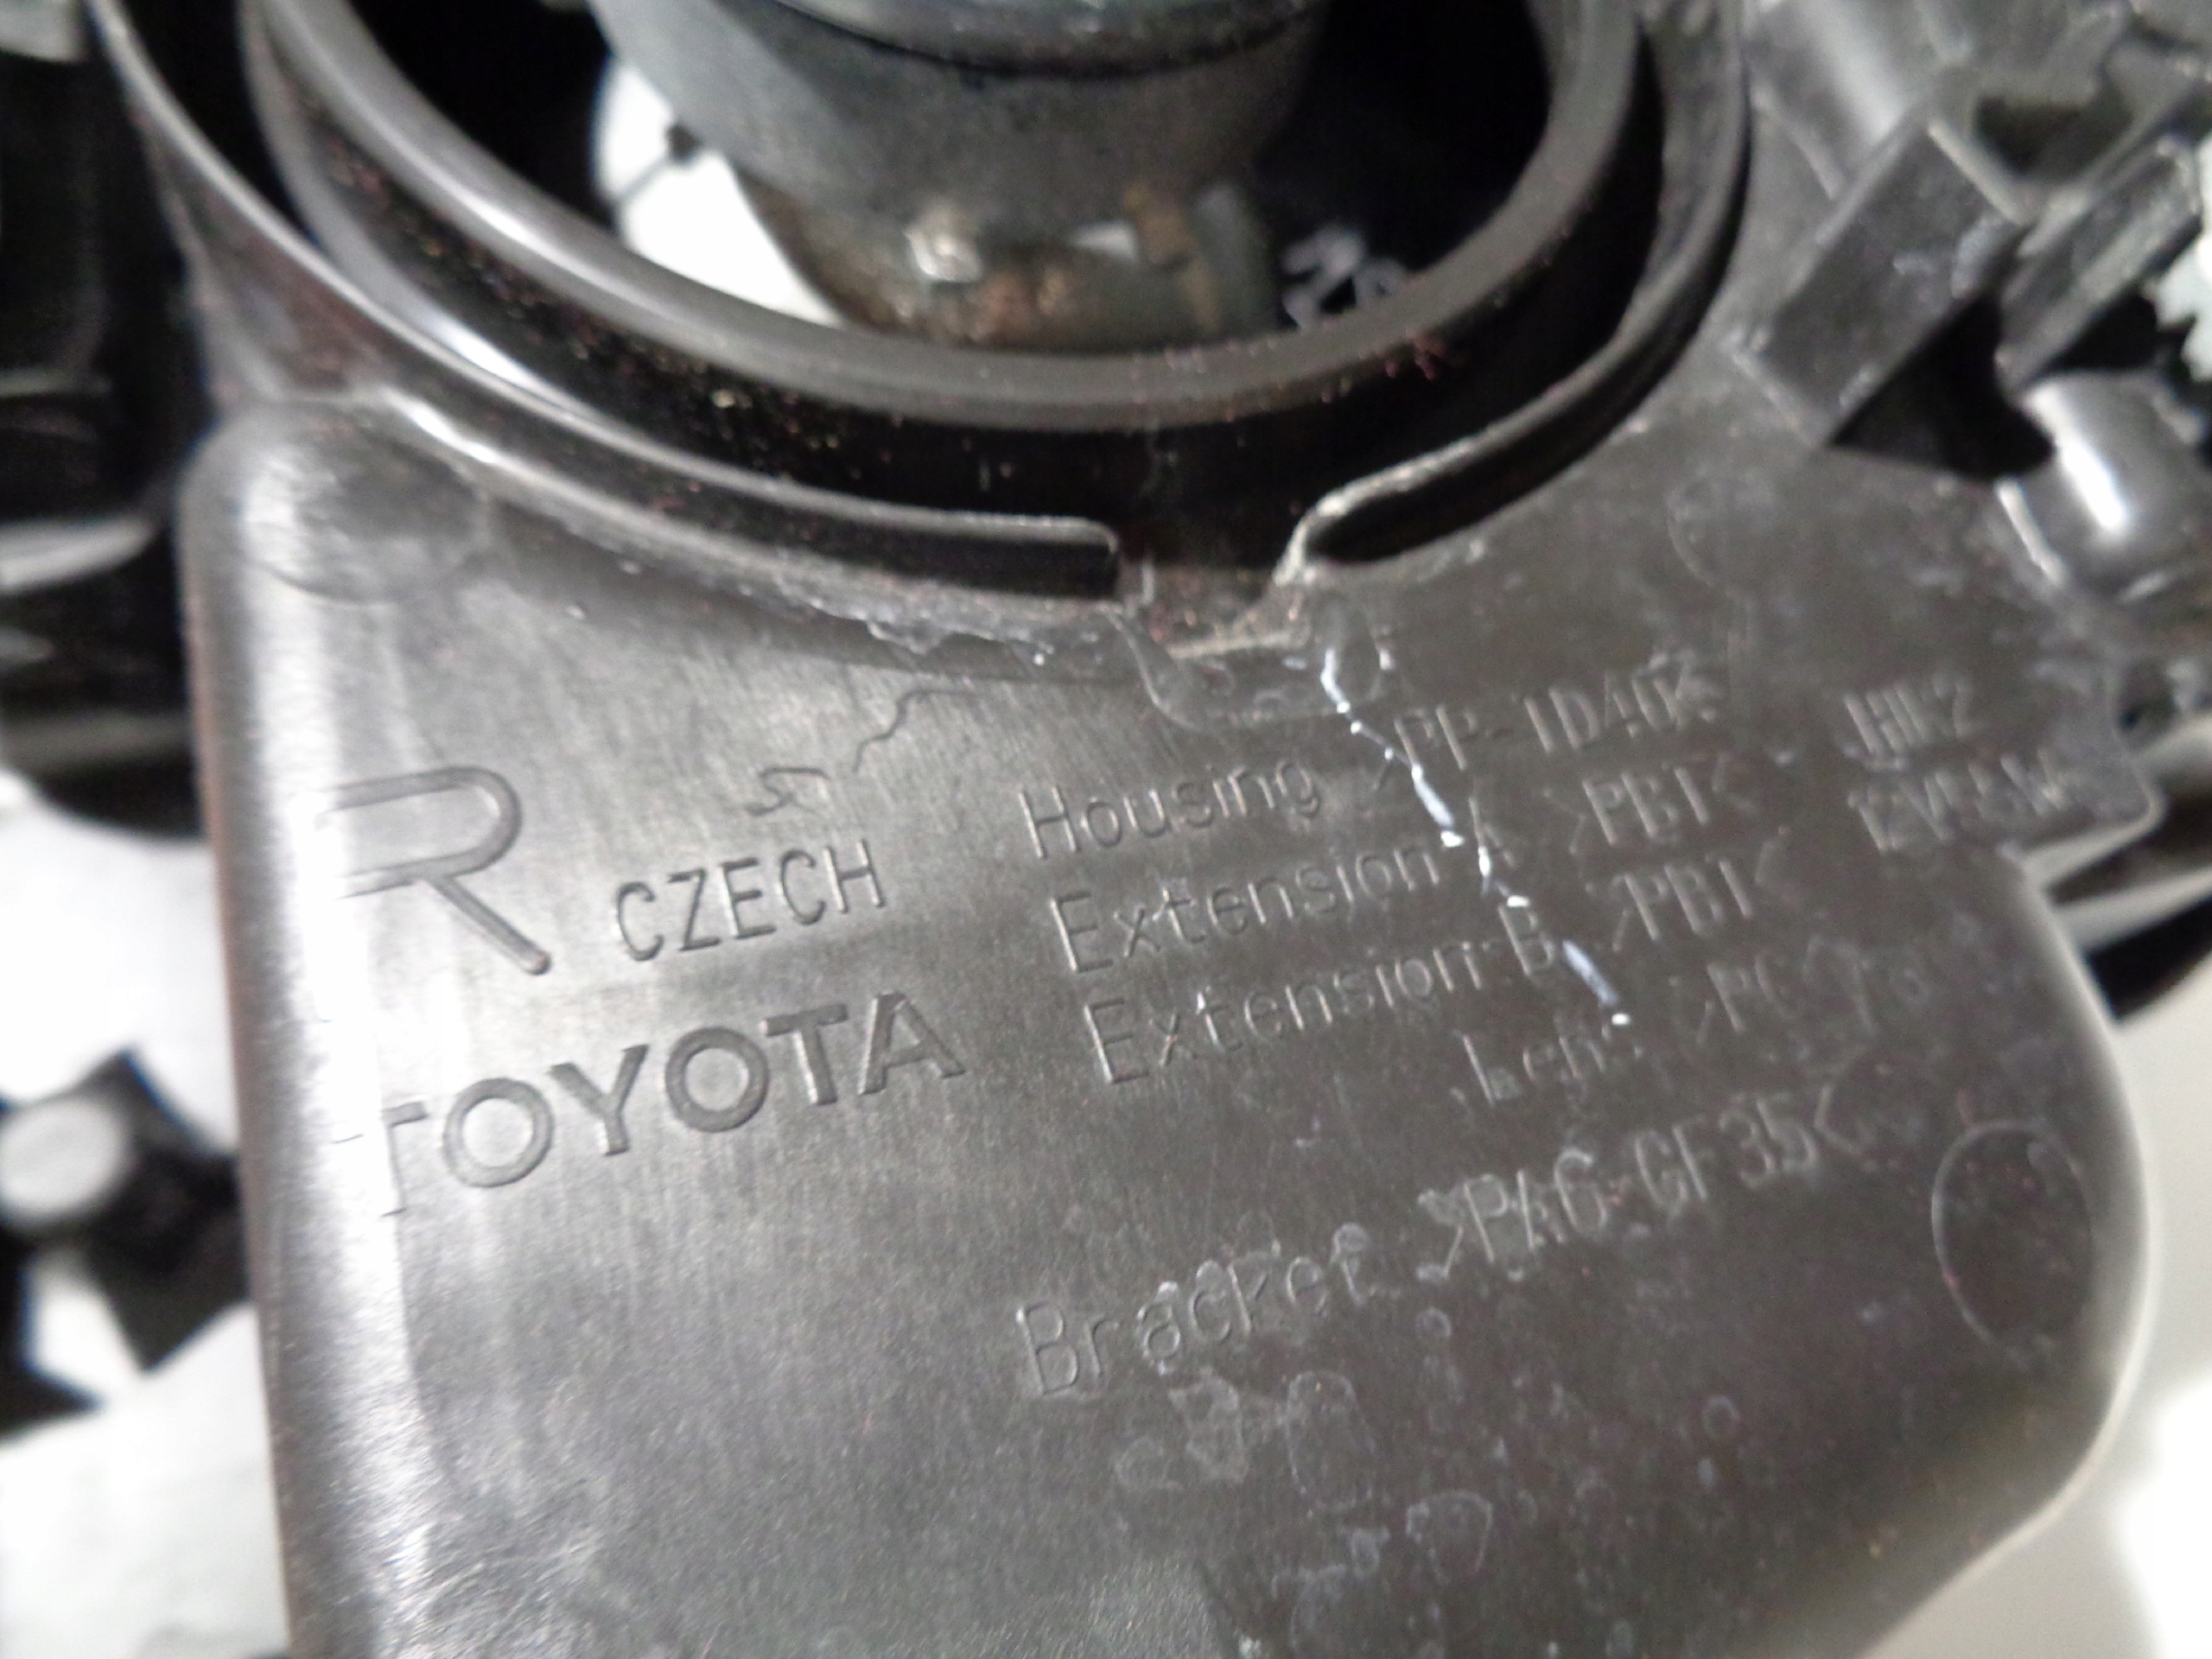 R
CZECH
TOYOTA
Housing >PP-TD40<
Extension A >PBT<
Extension B >PBT<
Lens >PC<
Bracket >PA6-GF35<